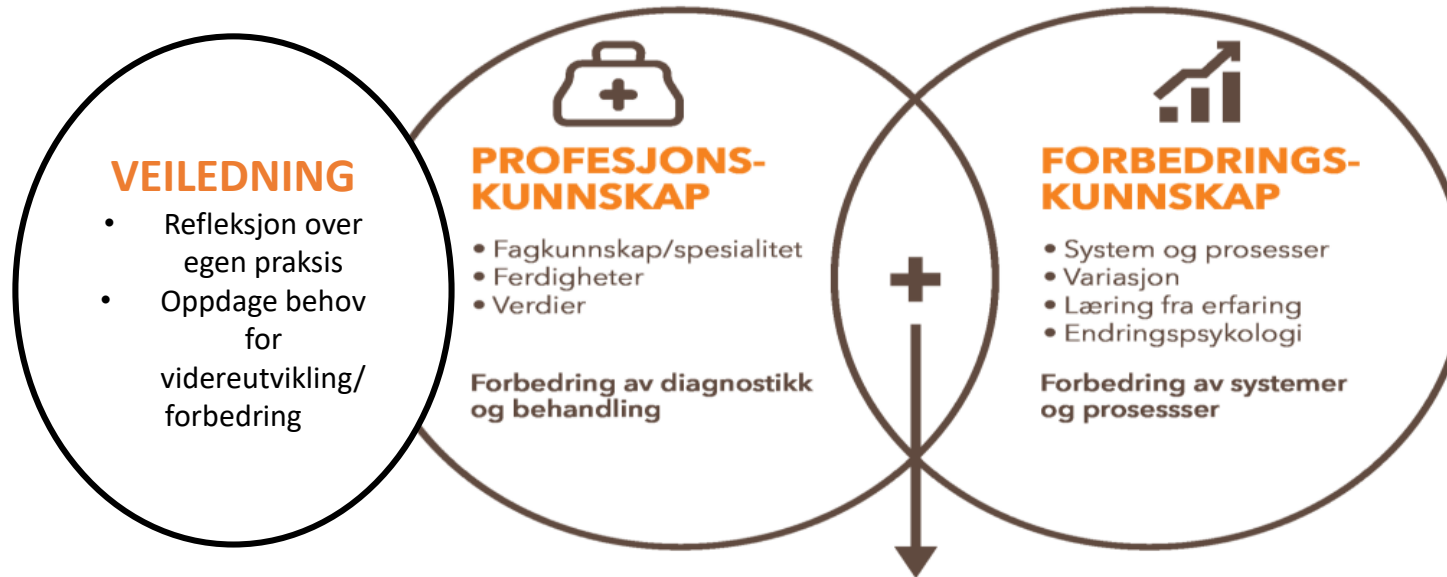 VEILEDNING
• Refleksjon over
egen praksis
• Oppdage behov
for
videreutvikling/
forbedring
PROFESJONS-
KUNNSKAP
• Fagkunnskap/spesialitet
• Ferdigheter
• Verdier
Forbedring av diagnostikk
og behandling
+
FORBEDRINGS-
KUNNSKAP
• System og prosesser
• Variasjon
• Læring fra erfaring
• Endringspsykologi
Forbedring av systemer
og prosessser